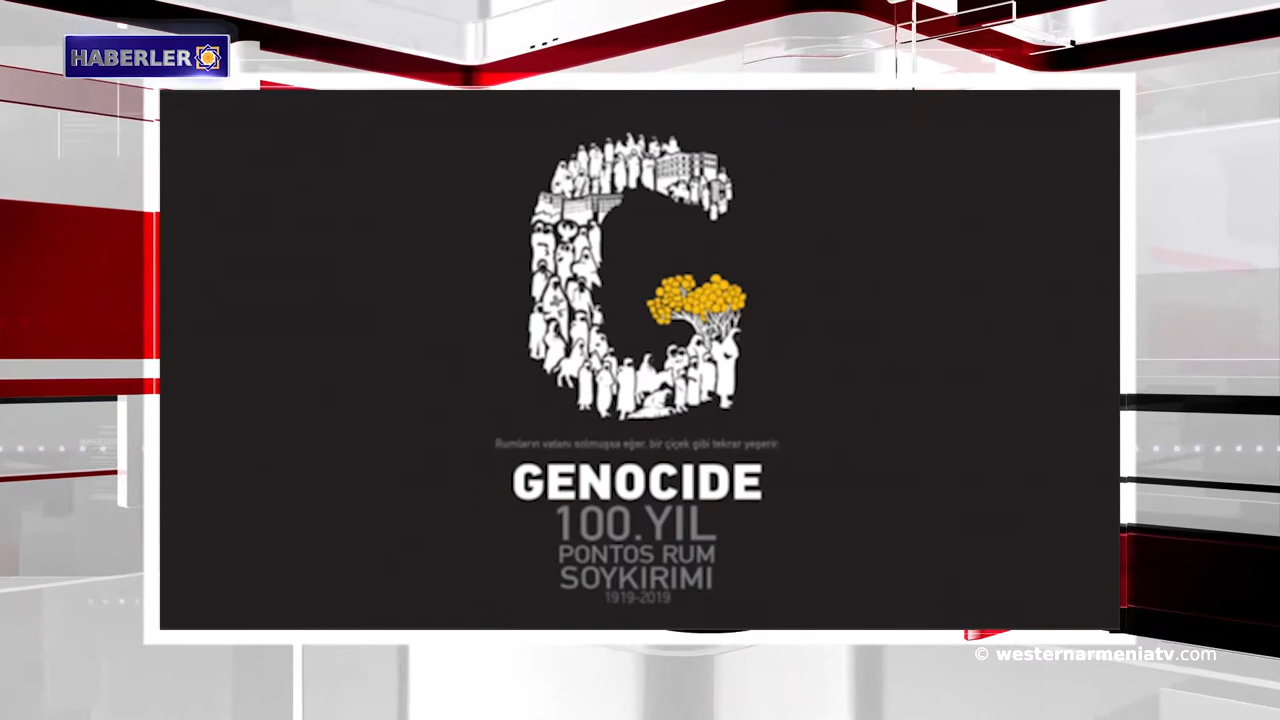 HABERLER
Rumların vatanı solmuşsa eğer, bir çiçek gibi tekrar yeşerir.
GENOCIDE
100.YIL
PONTOS RUM
SOYKIRIMI
1919-2019
© westernarmeniatv.com